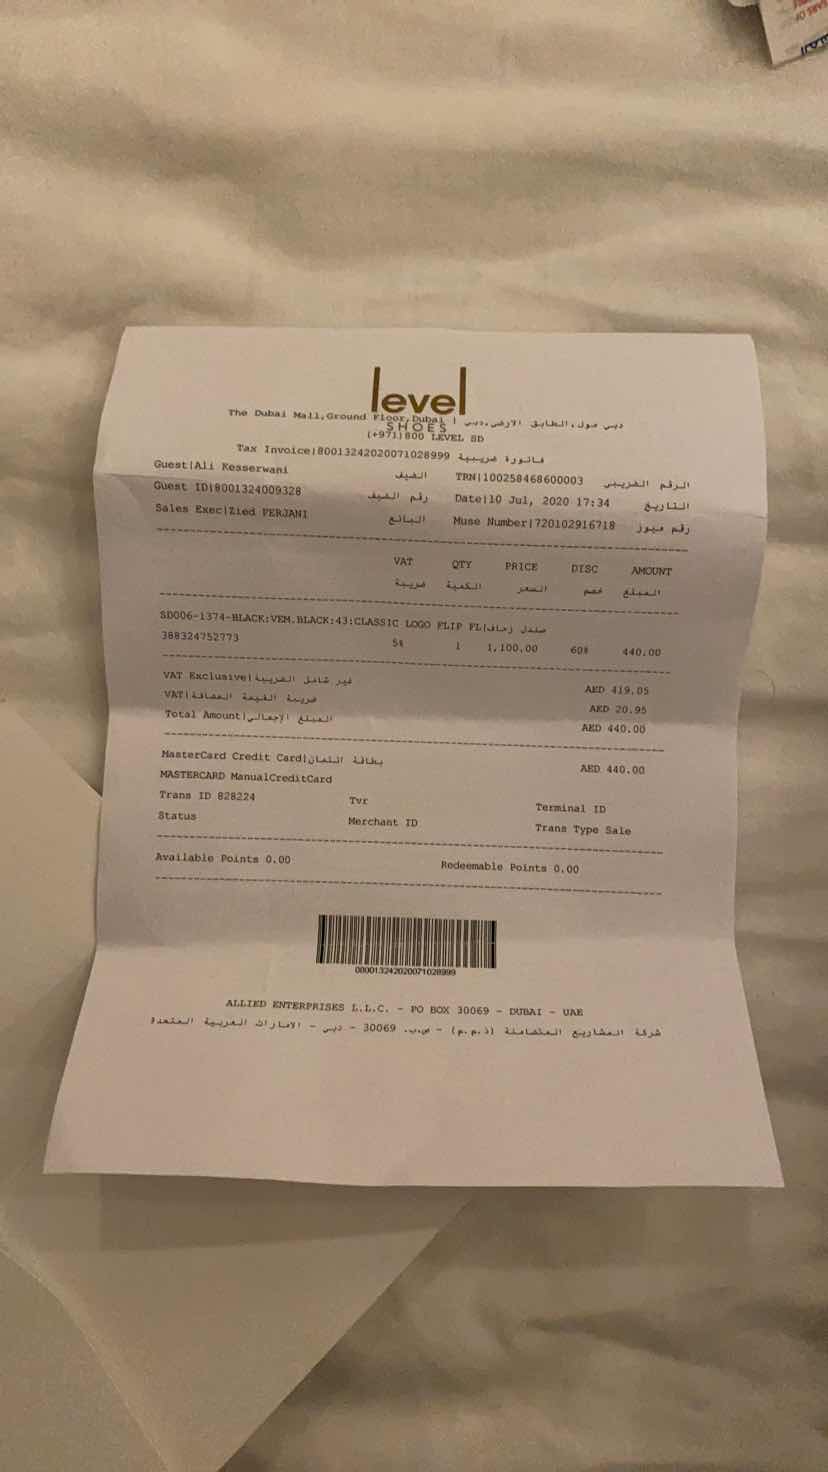 level
The Dubai Mall,Ground Floor,Dubai | دبي مول،الطابق الارضي،دبي
SHOES
(+971)800 LEVEL SD
Tax Invoice|80013242020071028999 فاتورة ضريبية
Guest|Ali Kesserwani الضيف TRN|100258468600003 الرقم الضريبي
Guest ID|8001324009328 رقم الضيف Date|10 Jul, 2020 17:34 التاريخ
Sales Exec|Zied FERJANI البائع Muse Number|720102916718 رقم ميوز
VAT QTY PRICE DISC AMOUNT
ضريبة الكمية السعر خصم المبلغ
SD006-1374-BLACK:VEM.BLACK:43:CLASSIC LOGO FLIP FL|صندل زحاف
388324752773 5% 1 1,100.00 60% 440.00
VAT Exclusive|غير شامل الضريبة AED 419.05
VAT|ضريبة القيمة المضافة AED 20.95
Total Amount|المبلغ الإجمالي AED 440.00
MasterCard Credit Card|بطاقة ائتمان AED 440.00
MASTERCARD ManualCreditCard
Trans ID 828224 Tvr Terminal ID
Status Merchant ID Trans Type Sale
Available Points 0.00 Redeemable Points 0.00
080013242020071028999
ALLIED ENTERPRISES L.L.C. - PO BOX 30069 - DUBAI - UAE
شركة المشاريع المتضامنة (ذ.م.م) - ص.ب. 30069 - دبي - الامارات العربية المتحدة